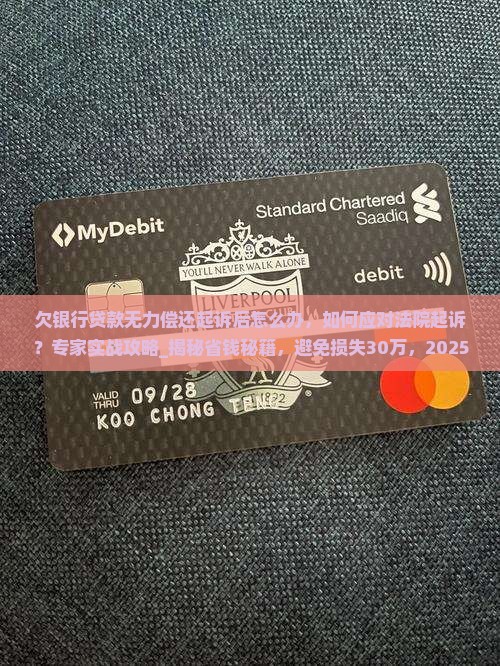 MyDebit
Standard Chartered
Saadiq
YOU'LL NEVER WALK ALONE
debit
LIVERPOOL
欠银行贷款无力偿还起诉后怎么办，如何应对法院起诉
？专家实战攻略_揭秘省钱秘籍，避免损失30万，2025
VALID
THRU
09/28
KOO CHONG
1892